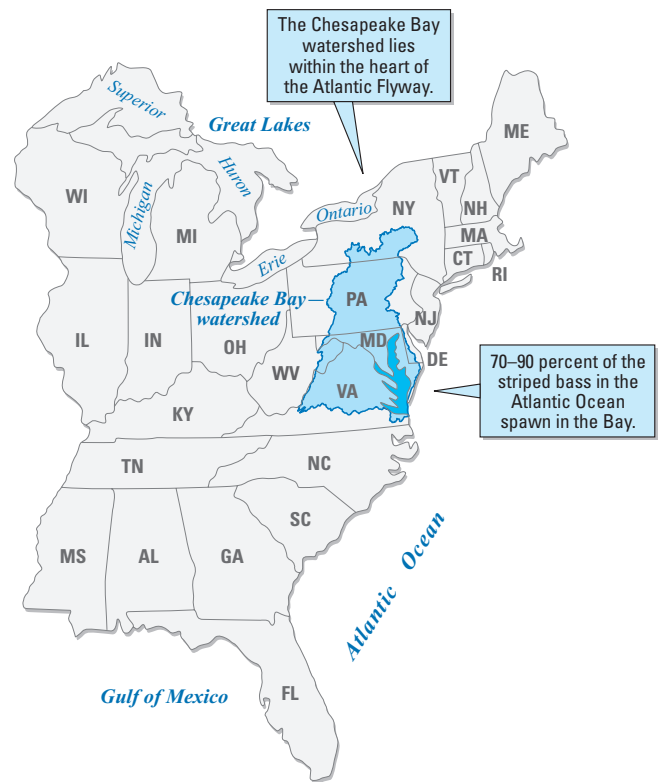 The Chesapeake Bay
watershed lies
within the heart of
the Atlantic Flyway.
Superior
Great Lakes
ME
WI
Michigan
Huron
MI
VT
NH
Ontario
NY
MA
CT
RI
Erie
Chesapeake Bay
watershed
PA
NJ
IL
IN
OH
MD
DE
WV
VA
70–90 percent of the
striped bass in the
Atlantic Ocean
spawn in the Bay.
KY
TN
NC
SC
MS
AL
GA
Atlantic Ocean
Gulf of Mexico
FL